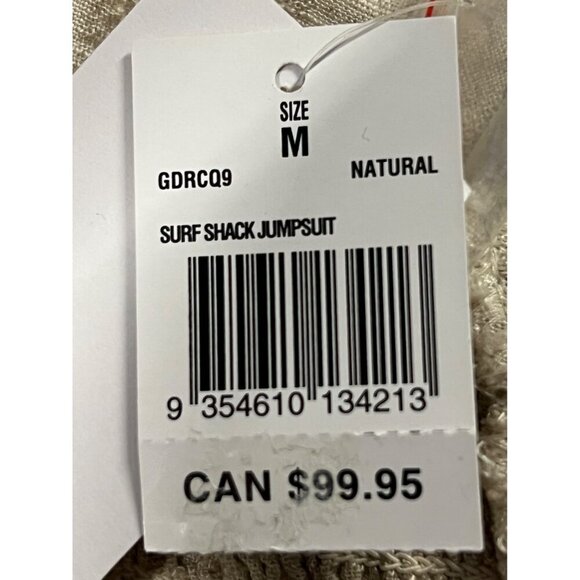 SIZE
M
GDRCQ9 NATURAL
SURF SHACK JUMPSUIT
9 354610 134213
CAN $99.95